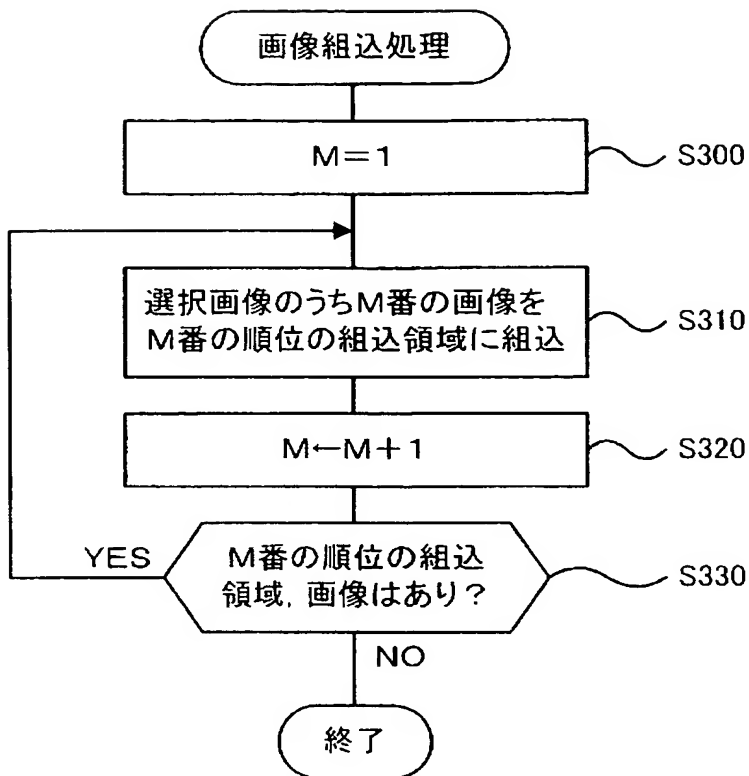 画像組込処理
M=1
S300
選択画像のうちM番の画像を
M番の順位の組込領域に組込
S310
M←M+1
S320
YES
M番の順位の組込
領域,画像はあり?
S330
NO
終了